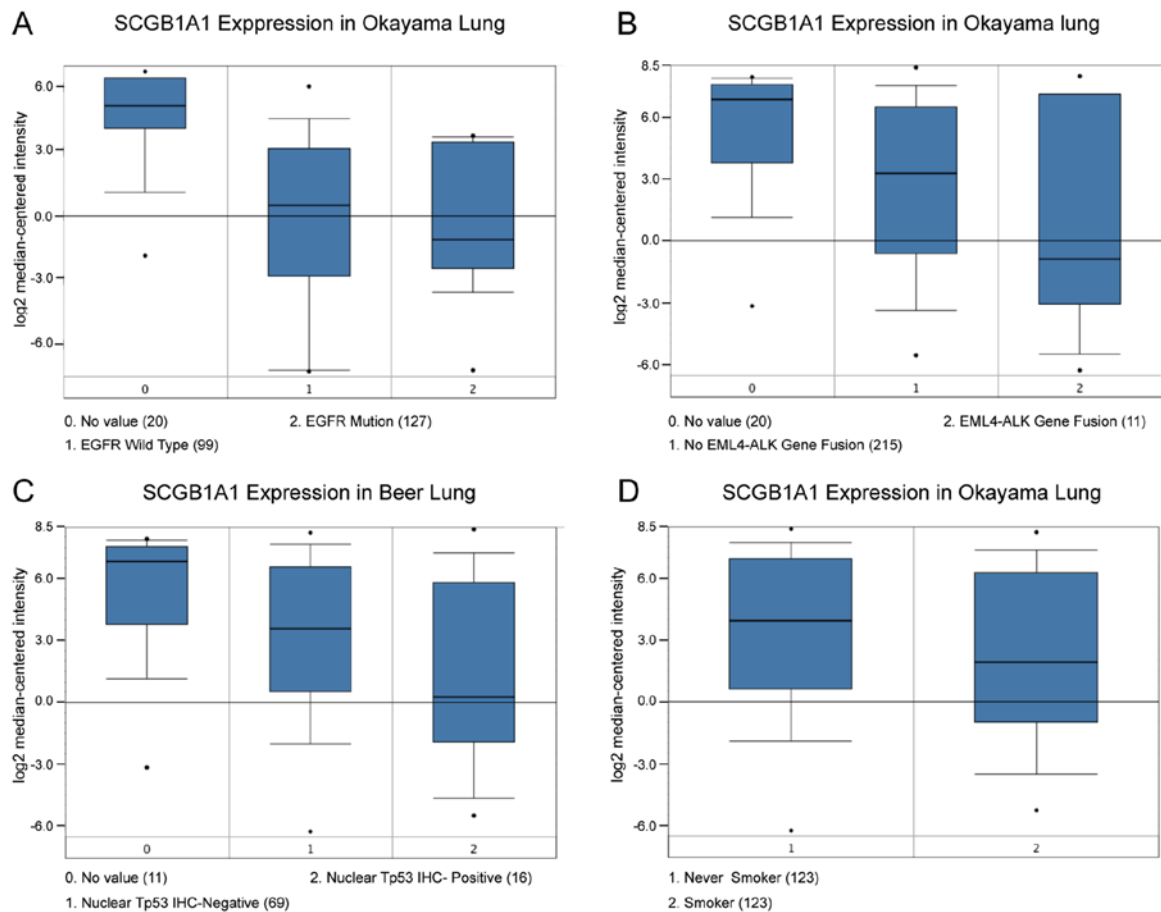 A
SCGB1A1 Exppression in Okayama Lung
log2 median-centered intensity
6.0
3.0
0.0
-3.0
-6.0
0
1
2
0. No value (20)
2. EGFR Mution (127)
1. EGFR Wild Type (99)
B
SCGB1A1 Expression in Okayama lung
log2 median-centered intensity
8.5
6.0
3.0
0.0
-3.0
-6.0
0
1
2
0. No value (20)
2. EML4-ALK Gene Fusion (11)
1. No EML4-ALK Gene Fusion (215)
C
SCGB1A1 Expression in Beer Lung
log2 median-centered intensity
8.5
6.0
3.0
0.0
-3.0
-6.0
0
1
2
0. No value (11)
2. Nuclear Tp53 IHC- Positive (16)
1. Nuclear Tp53 IHC-Negative (69)
D
SCGB1A1 Expression in Okayama Lung
log2 median-centered intensity
8.5
6.0
3.0
0.0
-3.0
-6.0
1
2
1. Never Smoker (123)
2. Smoker (123)